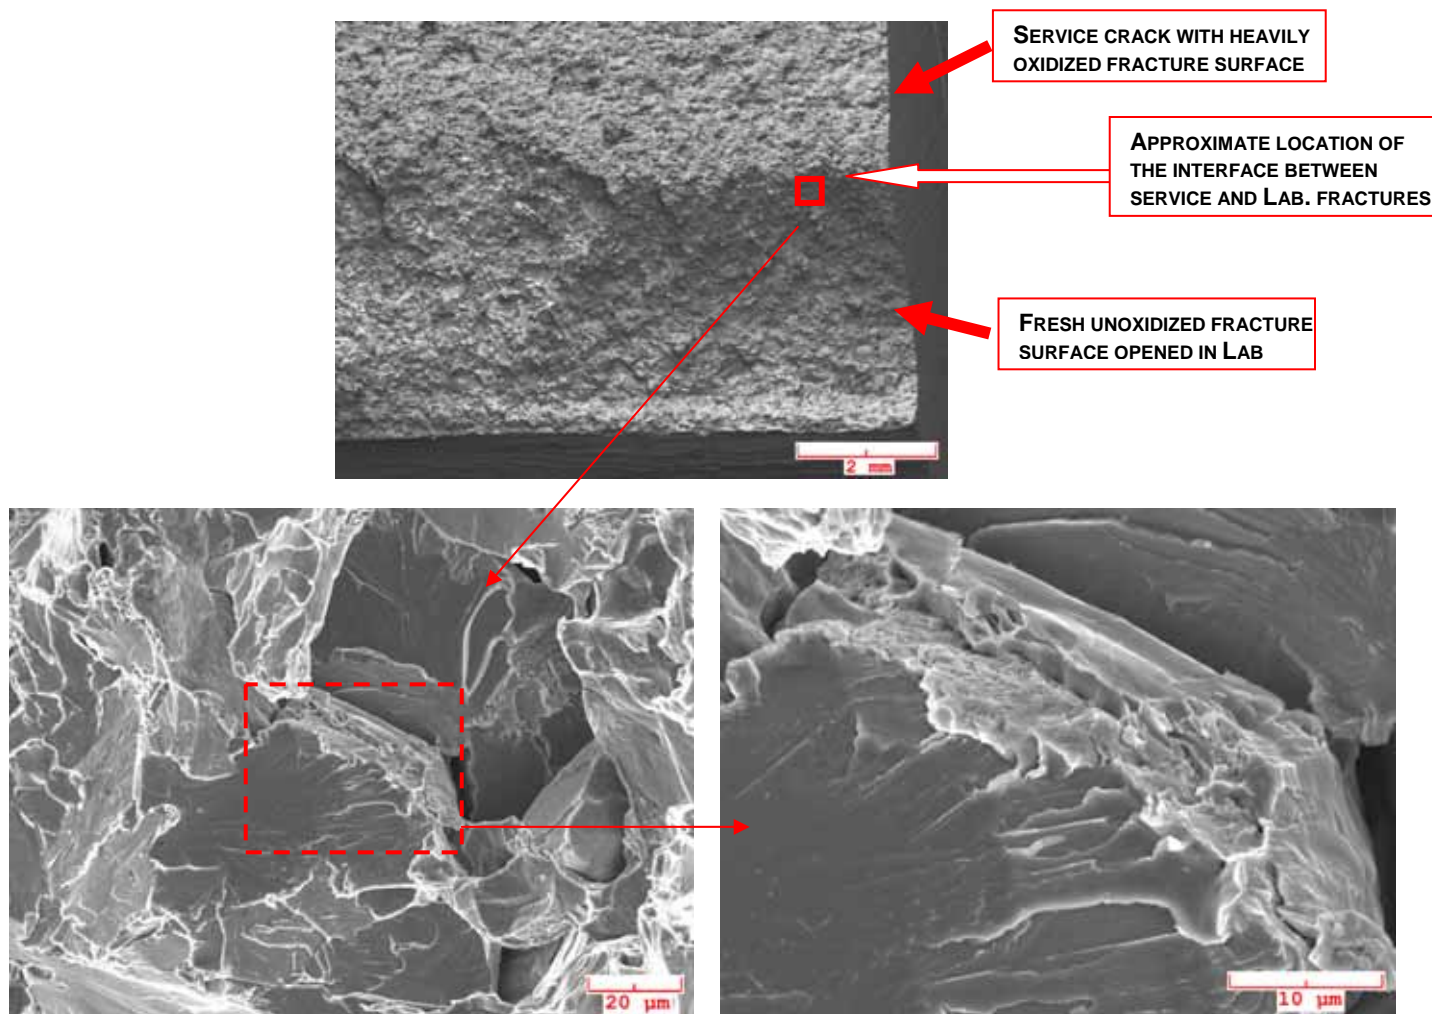 SERVICE CRACK WITH HEAVILY
OXIDIZED FRACTURE SURFACE
APPROXIMATE LOCATION OF
THE INTERFACE BETWEEN
SERVICE AND LAB. FRACTURES
FRESH UNOXIDIZED FRACTURE
SURFACE OPENED IN LAB
2 mm
20 µm
10 µm